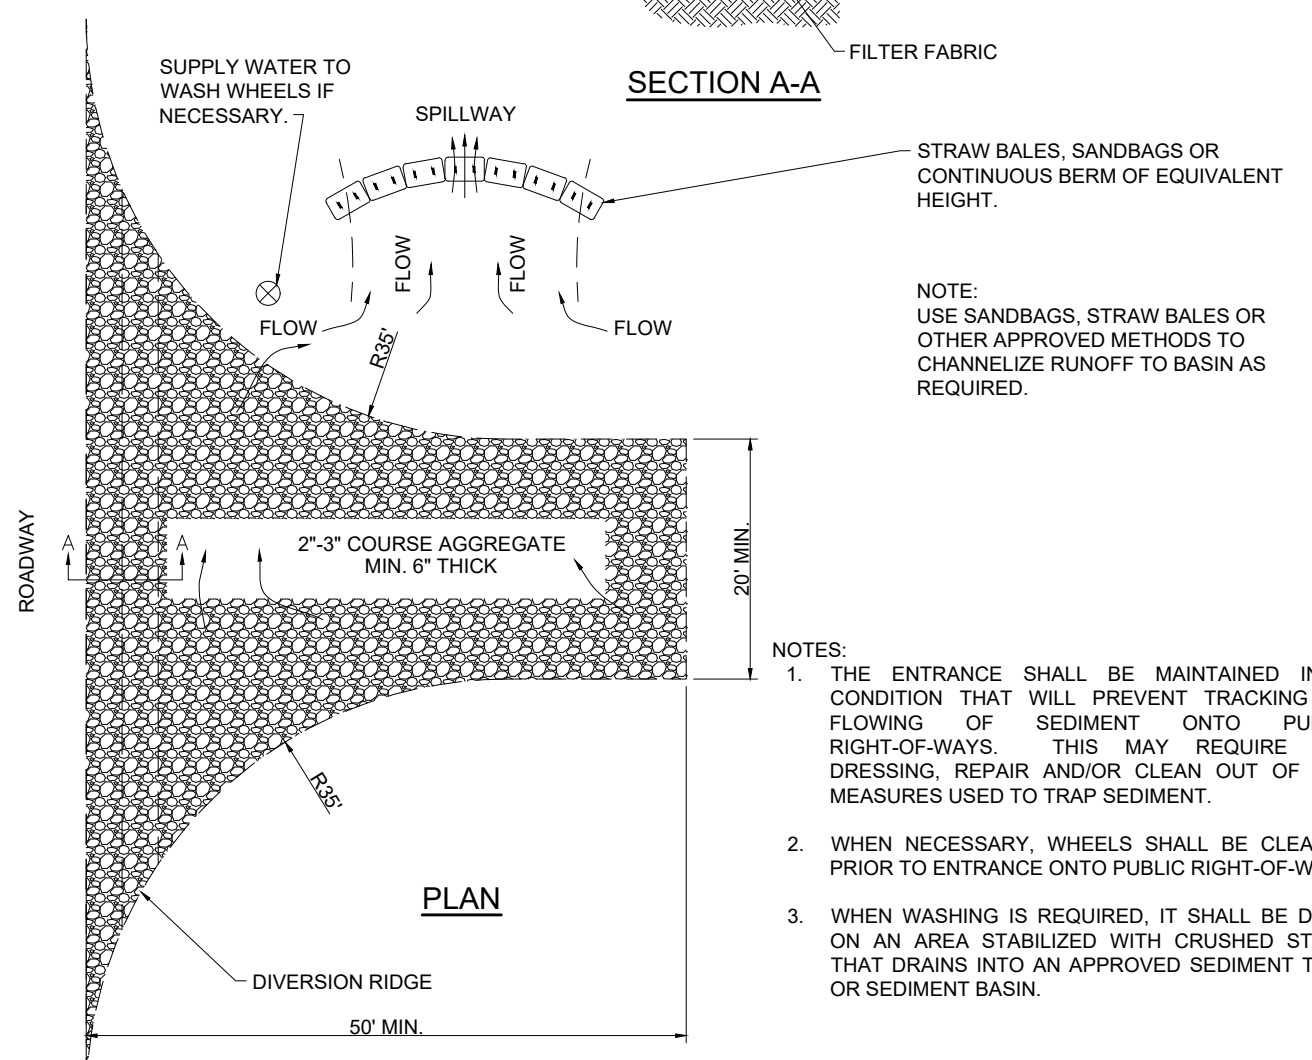 FILTER FABRIC
SECTION A-A
SUPPLY WATER TO
WASH WHEELS IF
NECESSARY.
SPILLWAY
STRAW BALES, SANDBAGS OR
CONTINUOUS BERM OF EQUIVALENT
HEIGHT.
FLOW
FLOW
FLOW
FLOW
NOTE:
USE SANDBAGS, STRAW BALES OR
OTHER APPROVED METHODS TO
CHANNELIZE RUNOFF TO BASIN AS
REQUIRED.
R35'
ROADWAY
A
A
2"-3" COURSE AGGREGATE
MIN. 6" THICK
20' MIN.
R35'
PLAN
DIVERSION RIDGE
50' MIN.
NOTES:
1. THE ENTRANCE SHALL BE MAINTAINED IN
CONDITION THAT WILL PREVENT TRACKING
FLOWING OF SEDIMENT ONTO
RIGHT-OF-WAYS. THIS MAY REQUIRE
DRESSING, REPAIR AND/OR CLEAN OUT OF
MEASURES USED TO TRAP SEDIMENT.
2. WHEN NECESSARY, WHEELS SHALL BE
PRIOR TO ENTRANCE ONTO PUBLIC
3. WHEN WASHING IS REQUIRED, IT SHALL BE
ON AN AREA STABILIZED WITH CRUSHED
THAT DRAINS INTO AN APPROVED SEDIMENT
OR SEDIMENT BASIN.